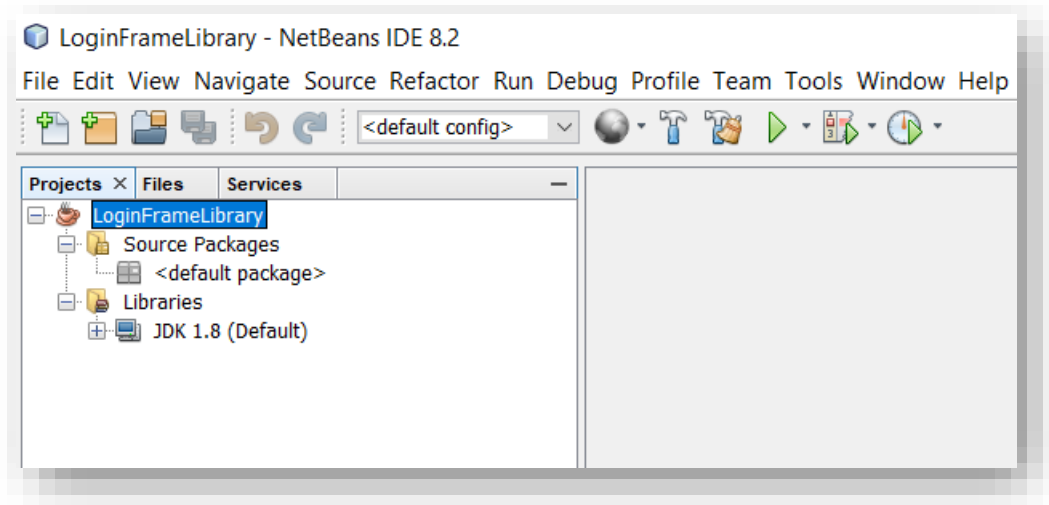 LoginFrameLibrary - NetBeans IDE 8.2
File Edit View Navigate Source Refactor Run Debug Profile Team Tools Window Help
<default config>
Projects Files Services
LoginFrameLibrary
Source Packages
<default package>
Libraries
JDK 1.8 (Default)